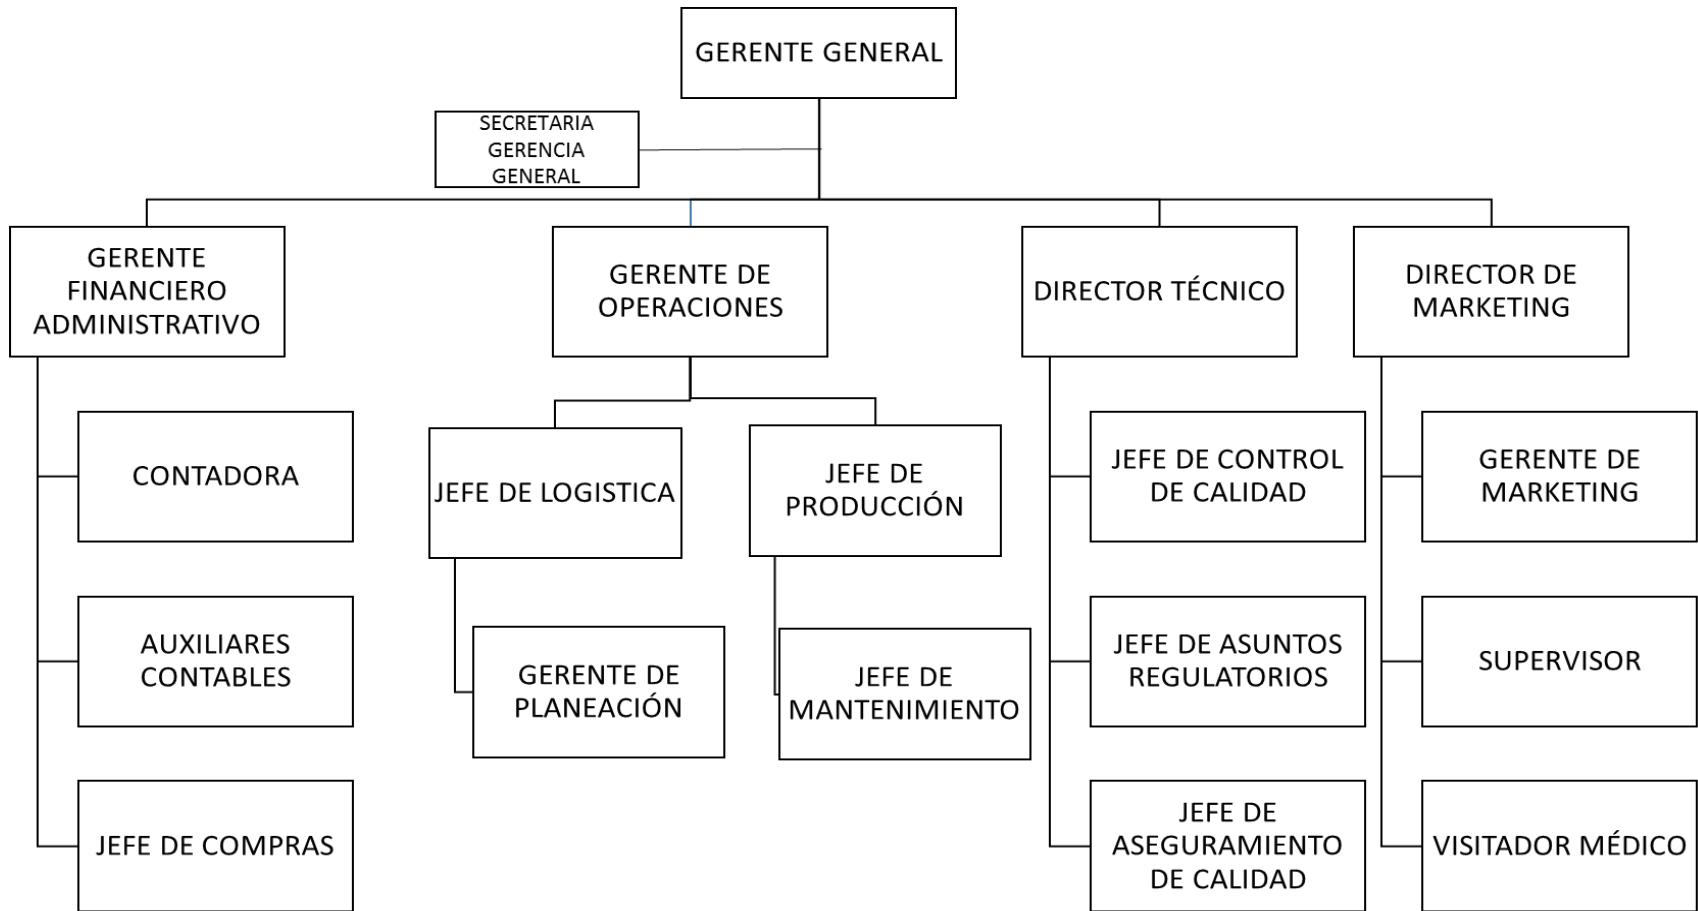 GERENTE GENERAL
SECRETARIA
GERENCIA
GENERAL
GERENTE
FINANCIERO
ADMINISTRATIVO
GERENTE DE
OPERACIONES
DIRECTOR TÉCNICO
DIRECTOR DE
MARKETING
CONTADORA
JEFE DE LOGISTICA
JEFE DE
PRODUCCIÓN
JEFE DE CONTROL
DE CALIDAD
GERENTE DE
MARKETING
AUXILIARES
CONTABLES
GERENTE DE
PLANEACIÓN
JEFE DE
MANTENIMIENTO
JEFE DE ASUNTOS
REGULATORIOS
SUPERVISOR
JEFE DE COMPRAS
JEFE DE
ASEGURAMIENTO
DE CALIDAD
VISITADOR MÉDICO